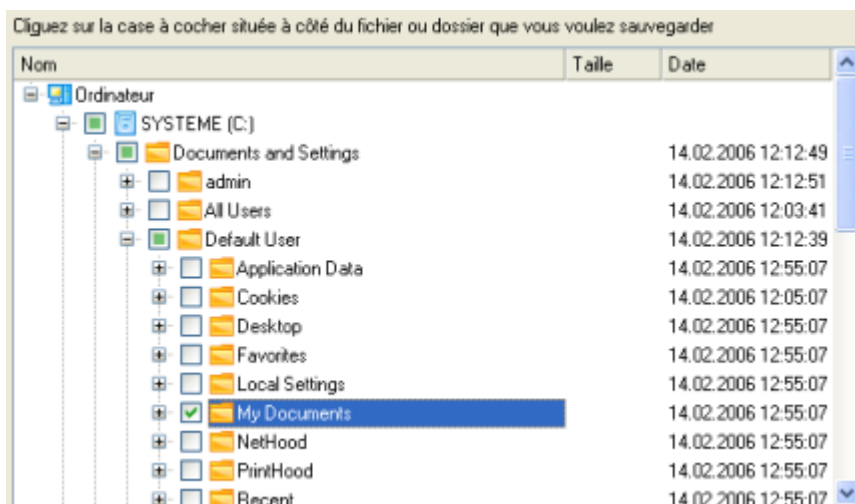 Cliquez sur la case à cocher située à côté du fichier ou dossier que vous voulez sauvegarder
Nom Taille Date
Ordinateur
SYSTEME (C:)
Documents and Settings 14.02.2006 12:12:49
admin 14.02.2006 12:12:51
All Users 14.02.2006 12:03:41
Default User 14.02.2006 12:12:39
Application Data 14.02.2006 12:55:07
Cookies 14.02.2006 12:05:07
Desktop 14.02.2006 12:55:07
Favorites 14.02.2006 12:55:07
Local Settings 14.02.2006 12:55:07
My Documents 14.02.2006 12:55:07
NetHood 14.02.2006 12:55:07
PrintHood 14.02.2006 12:55:07
Recent 14.02.2006 12:55:07